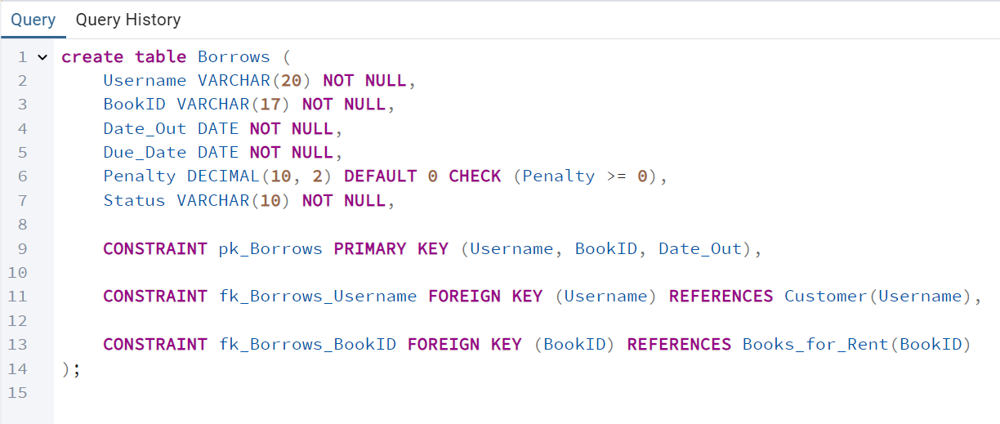 Query Query History
1 create table Borrows (
2 Username VARCHAR(20) NOT NULL,
3 BookID VARCHAR(17) NOT NULL,
4 Date_Out DATE NOT NULL,
5 Due_Date DATE NOT NULL,
6 Penalty DECIMAL(10, 2) DEFAULT 0 CHECK (Penalty >= 0),
7 Status VARCHAR(10) NOT NULL,
8
9 CONSTRAINT pk_Borrows PRIMARY KEY (Username, BookID, Date_Out),
10
11 CONSTRAINT fk_Borrows_Username FOREIGN KEY (Username) REFERENCES Customer(Username),
12
13 CONSTRAINT fk_Borrows_BookID FOREIGN KEY (BookID) REFERENCES Books_for_Rent(BookID)
14 );
15